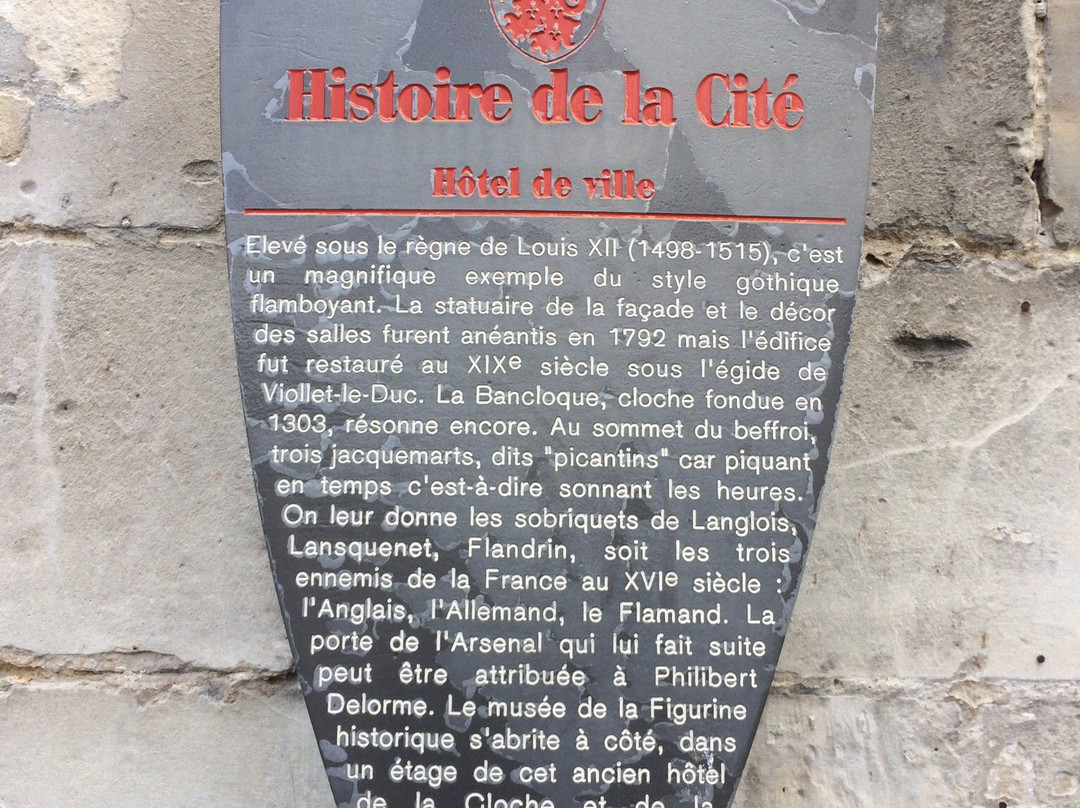 Histoire de la Cité
Hôtel de ville
Elevé sous le règne de Louis XII (1498-1515), c'est
un magnifique exemple du style gothique
flamboyant. La statuaire de la façade et le décor
des salles furent anéantis en 1792 mais l'édifice
fut restauré au XIXe siècle sous l'égide de
Viollet-le-Duc. La Bancloque, cloche fondue en
1303, résonne encore. Au sommet du beffroi,
trois jacquemarts, dits "picantins" car piquant
en temps c'est-à-dire sonnant les heures.
On leur donne les sobriquets de Langlois,
Lansquenet, Flandrin, soit les trois
ennemis de la France au XVIe siècle :
l'Anglais, l'Allemand, le Flamand. La
porte de l'Arsenal qui lui fait suite
peut être attribuée à Philibert
Delorme. Le musée de la Figurine
historique s'abrite à côté, dans
un étage de cet ancien hôtel
de la Cloche et de la